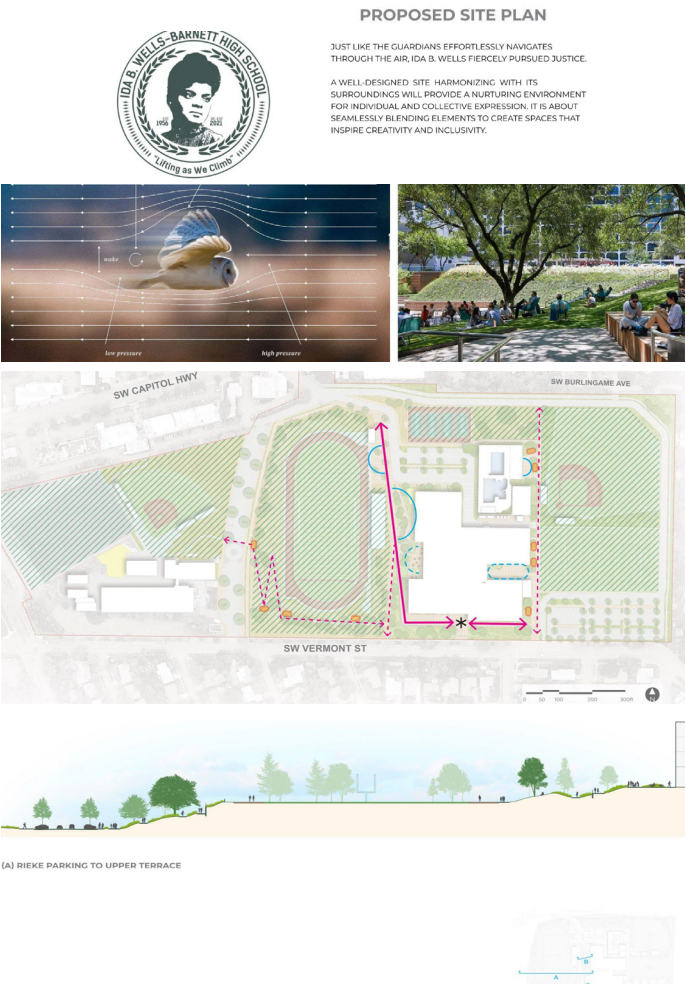 PROPOSED SITE PLAN
IDA B. WELLS-BARNETT HIGH SCHOOL
1956
2021
"Lifting as We Climb"
JUST LIKE THE GUARDIANS EFFORTLESSLY NAVIGATES
THROUGH THE AIR, IDA B. WELLS FIERCELY PURSUED JUSTICE.
A WELL-DESIGNED SITE HARMONIZING WITH ITS
SURROUNDINGS WILL PROVIDE A NURTURING ENVIRONMENT
FOR INDIVIDUAL AND COLLECTIVE EXPRESSION. IT IS ABOUT
SEAMLESSLY BLENDING ELEMENTS TO CREATE SPACES THAT
INSPIRE CREATIVITY AND INCLUSIVITY.
wake
low pressure
high pressure
SW CAPITOL HWY
SW BURLINGAME AVE
SW VERMONT ST
0 50 100 200 300ft
(A) RIEKE PARKING TO UPPER TERRACE
B
A